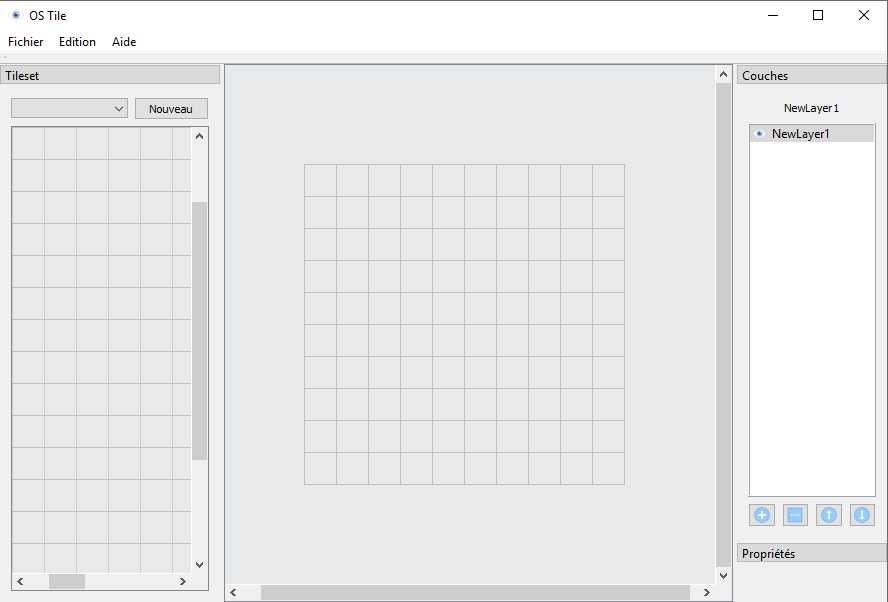 OS Tile
Fichier Edition Aide
Tileset
Nouveau
Couches
NewLayer1
NewLayer1
Propriétés